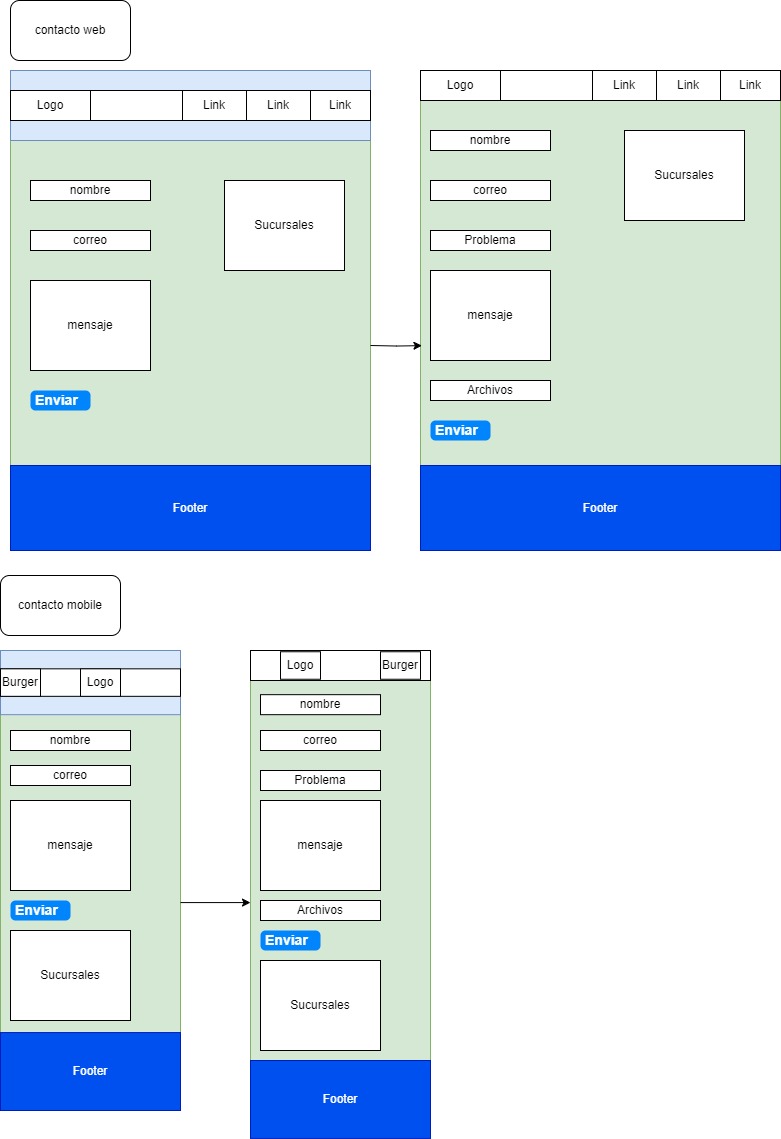 contacto web
Logo
Link
Link
Link
nombre
correo
mensaje
Enviar
Sucursales
Footer
Logo
Link
Link
Link
nombre
correo
Problema
mensaje
Archivos
Enviar
Sucursales
Footer
contacto mobile
Burger
Logo
nombre
correo
mensaje
Enviar
Sucursales
Footer
Logo
Burger
nombre
correo
Problema
mensaje
Archivos
Enviar
Sucursales
Footer